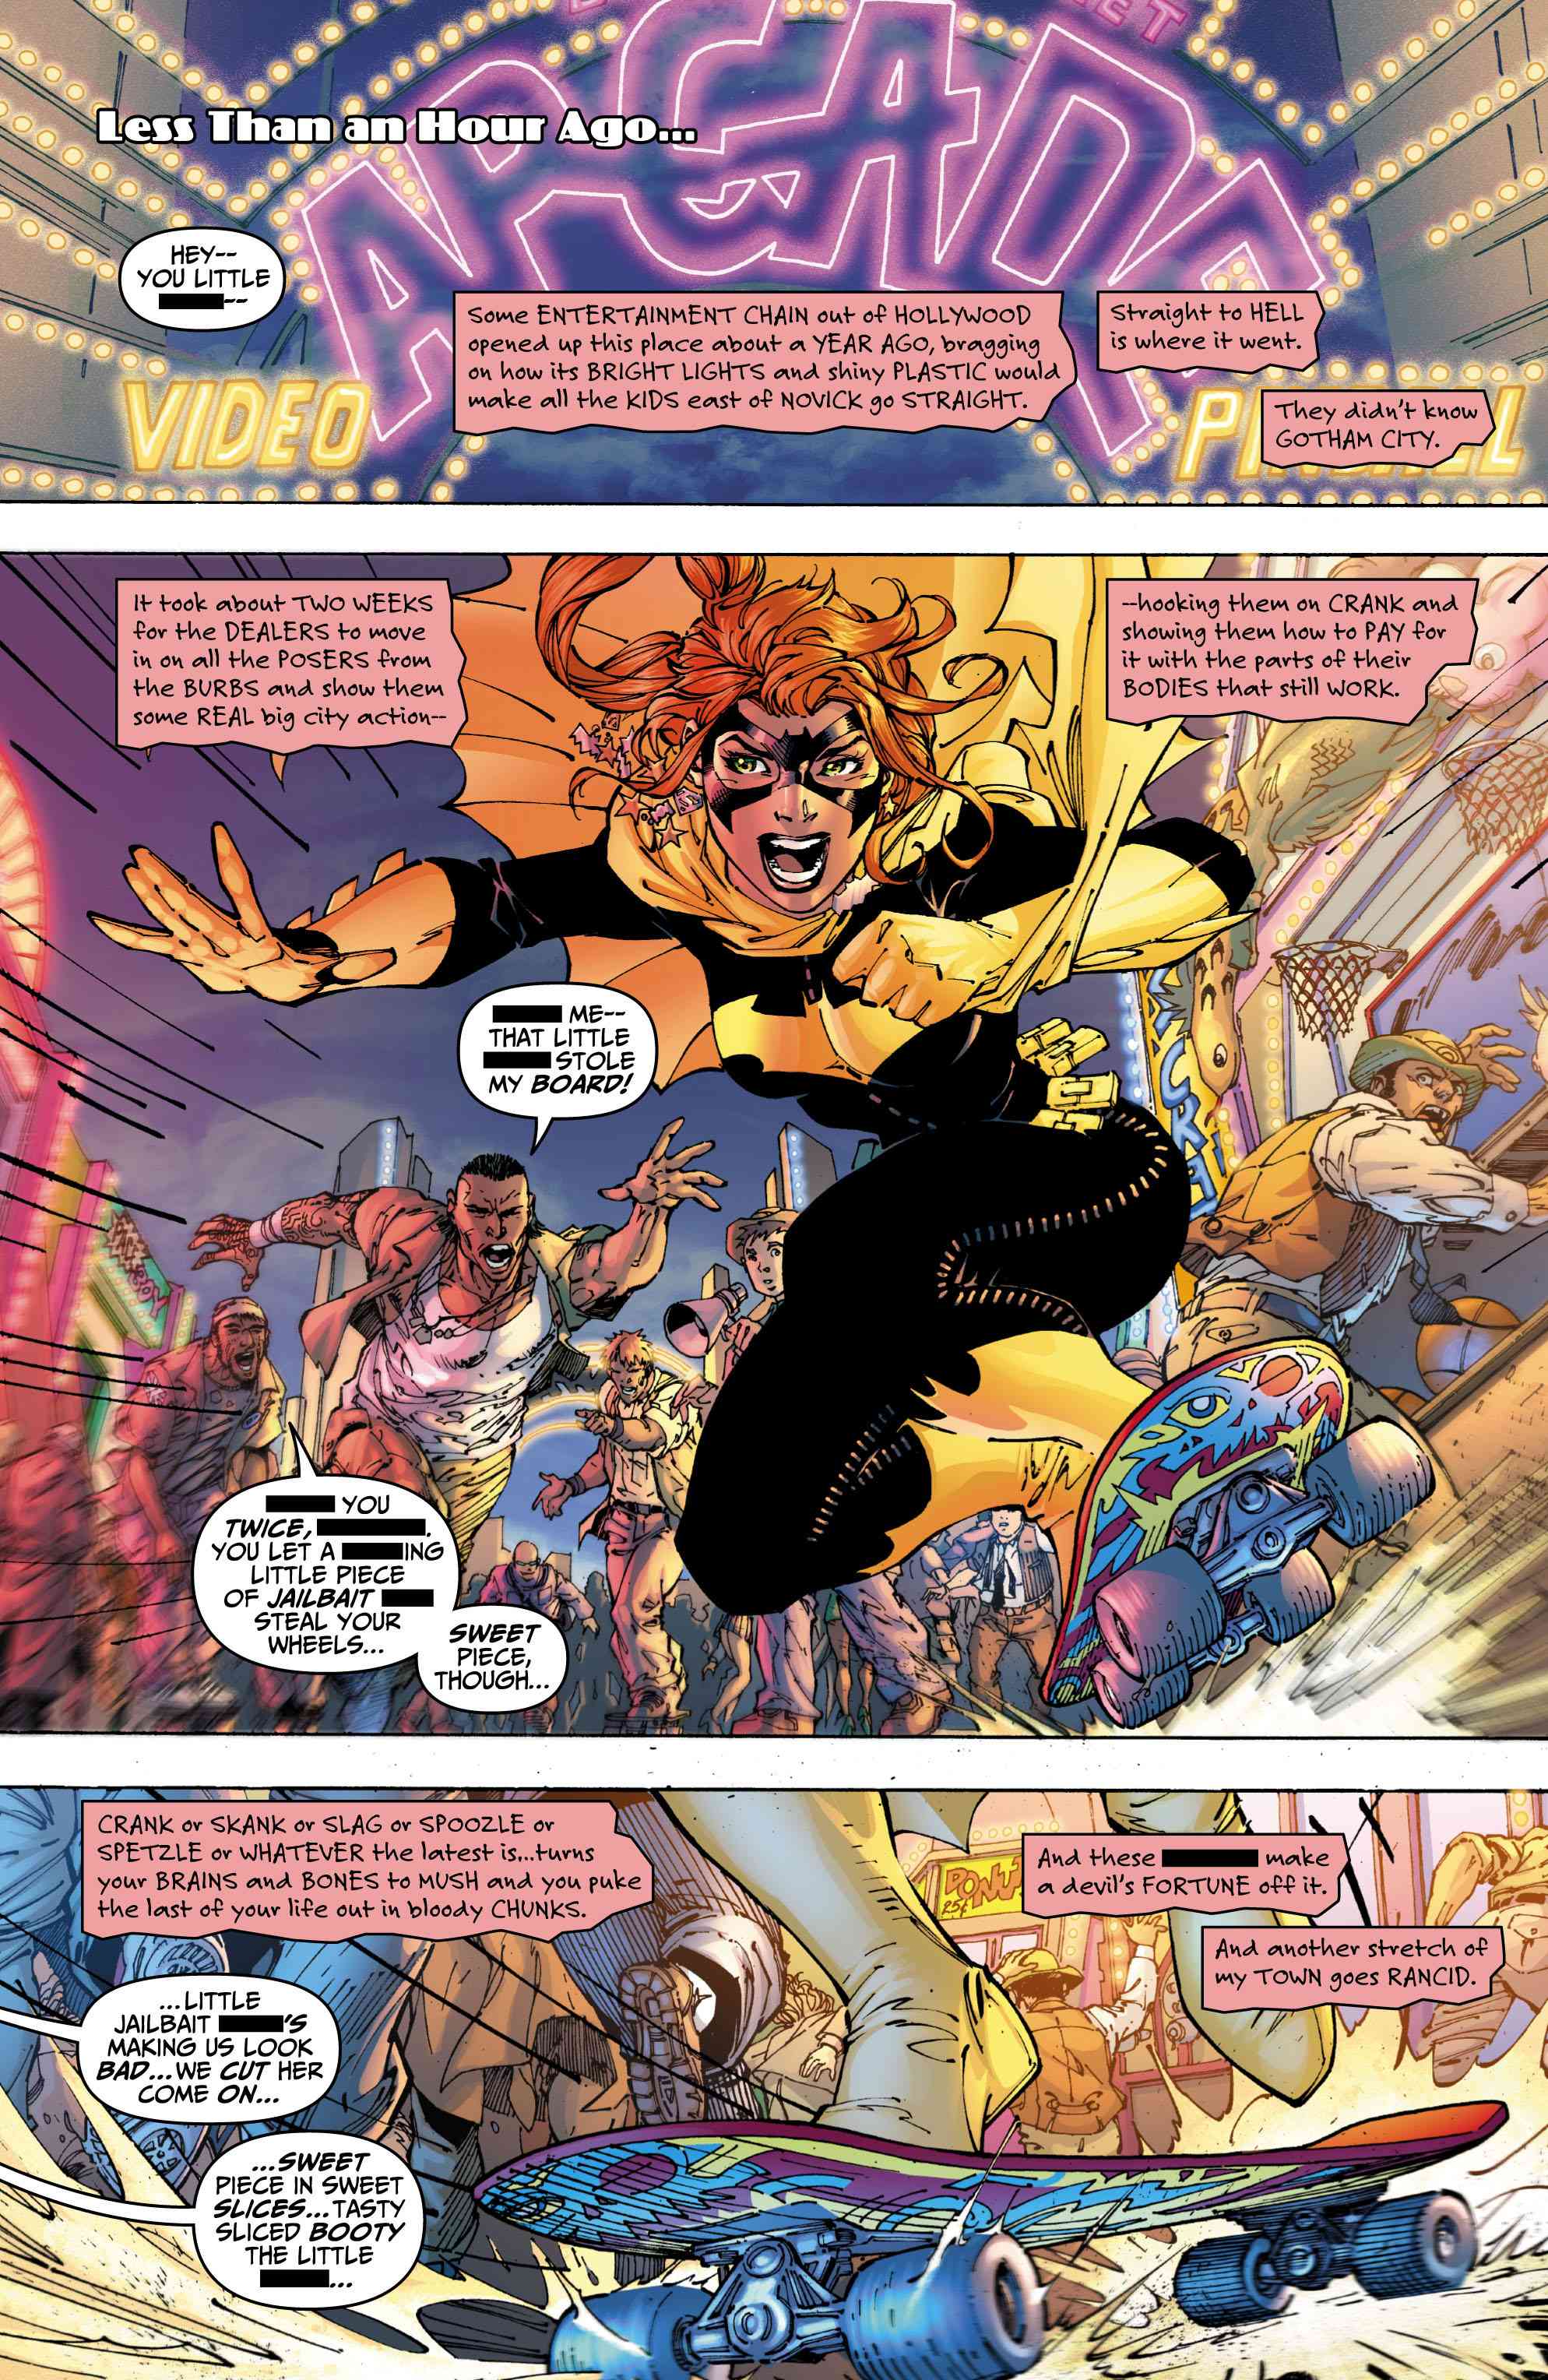 Less Than an Hour Ago...
ARCADE
VIDEO
HEY--
YOU LITTLE
--
Some ENTERTAINMENT CHAIN out of HOLLYWOOD
opened up this place about a YEAR AGO, bragging
on how its BRIGHT LIGHTS and shiny PLASTIC would
make all the KIDS east of NOVICK go STRAIGHT.
Straight to HELL
is where it went.
They didn't know
GOTHAM CITY.
It took about TWO WEEKS
for the DEALERS to move
in on all the POSERS from
the BURBS and show them
some REAL big city action--
--hooking them on CRANK and
showing them how to PAY for
it with the parts of their
BODIES that still WORK.
ME--
THAT LITTLE
STOLE
MY BOARD!
YOU
TWICE, .
YOU LET A ING
LITTLE PIECE
OF JAILBAIT
STEAL YOUR
WHEELS...
SWEET
PIECE,
THOUGH...
CRANK or SKANK or SLAG or SPOOZLE or
SPETZLE or WHATEVER the latest is...turns
your BRAINS and BONES to MUSH and you puke
the last of your life out in bloody CHUNKS.
And these make
a devil's FORTUNE off it.
And another stretch of
my TOWN goes RANCID.
25¢
...LITTLE
JAILBAIT 'S
MAKING US LOOK
BAD...WE CUT HER
COME ON...
...SWEET
PIECE IN SWEET
SLICES...TASTY
SLICED BOOTY
THE LITTLE
...